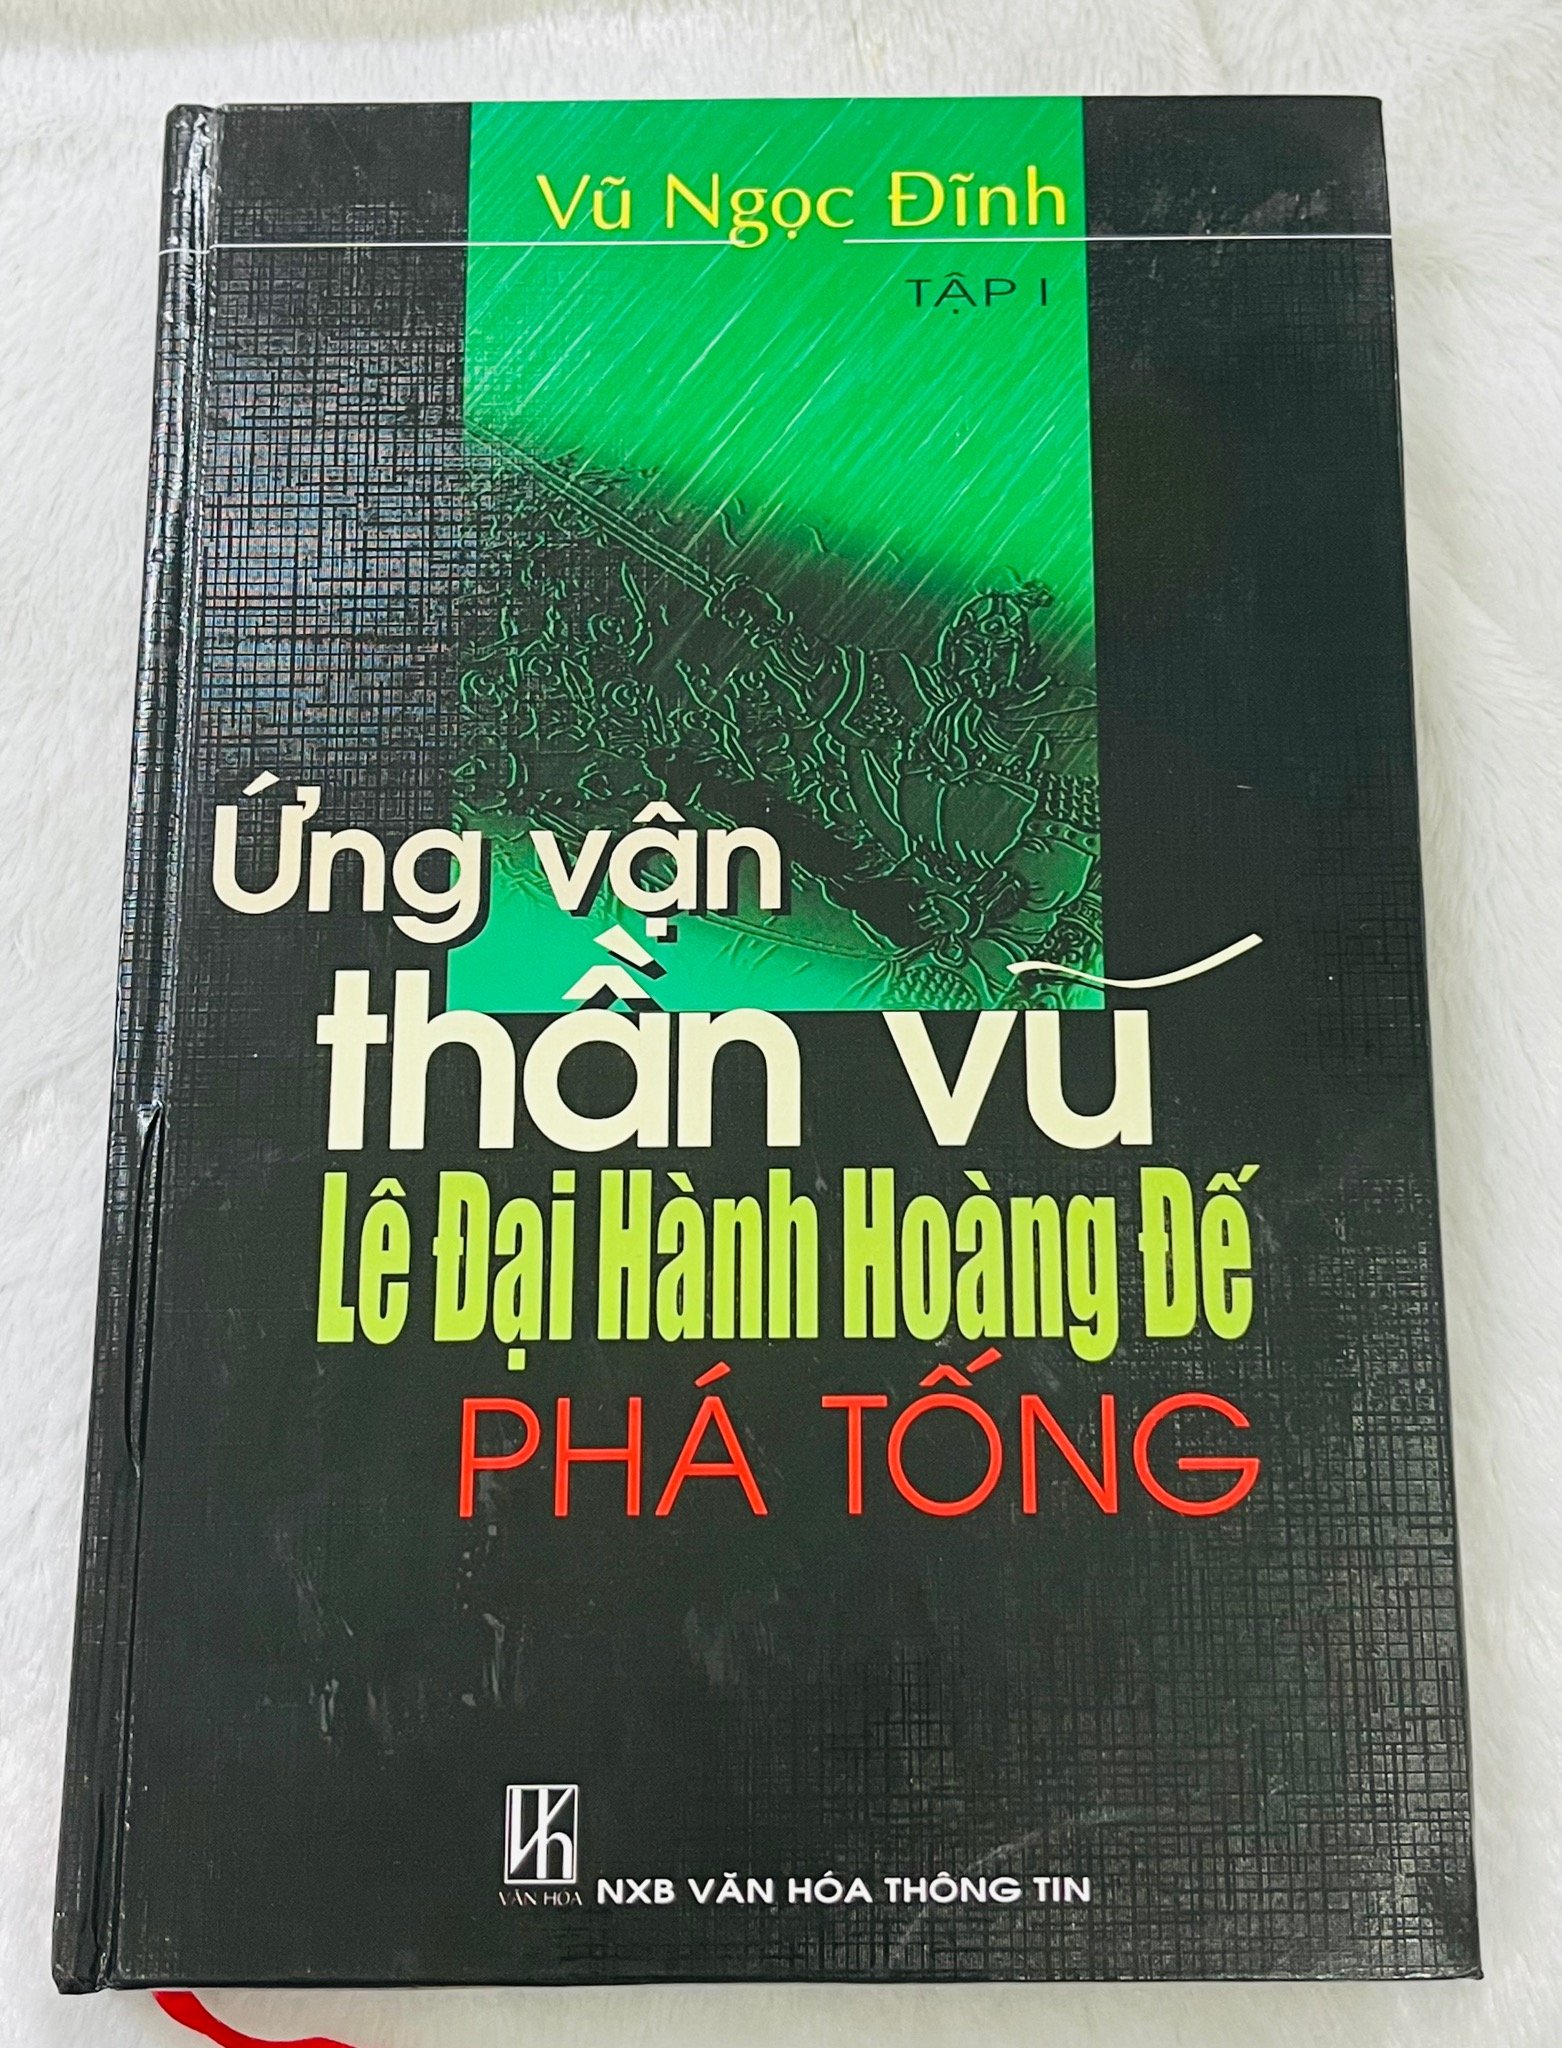 Vũ Ngọc Đĩnh
TẬP I
Ứng vận
thần vũ
Lê Đại Hành Hoàng Đế
PHÁ TỐNG
VĂN HÓA
NXB VĂN HÓA THÔNG TIN